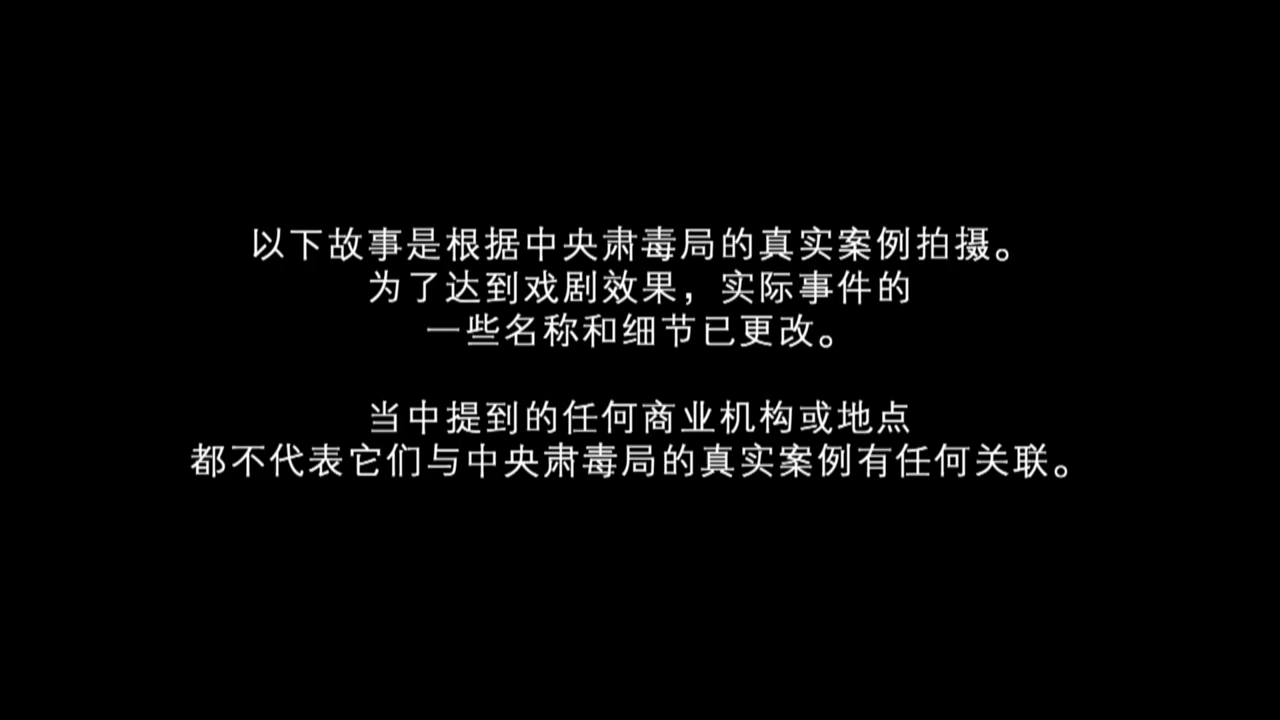 以下故事是根据中央肃毒局的真实案例拍摄。
为了达到戏剧效果，实际事件的
一些名称和细节已更改。
当中提到的任何商业机构或地点
都不代表它们与中央肃毒局的真实案例有任何关联。